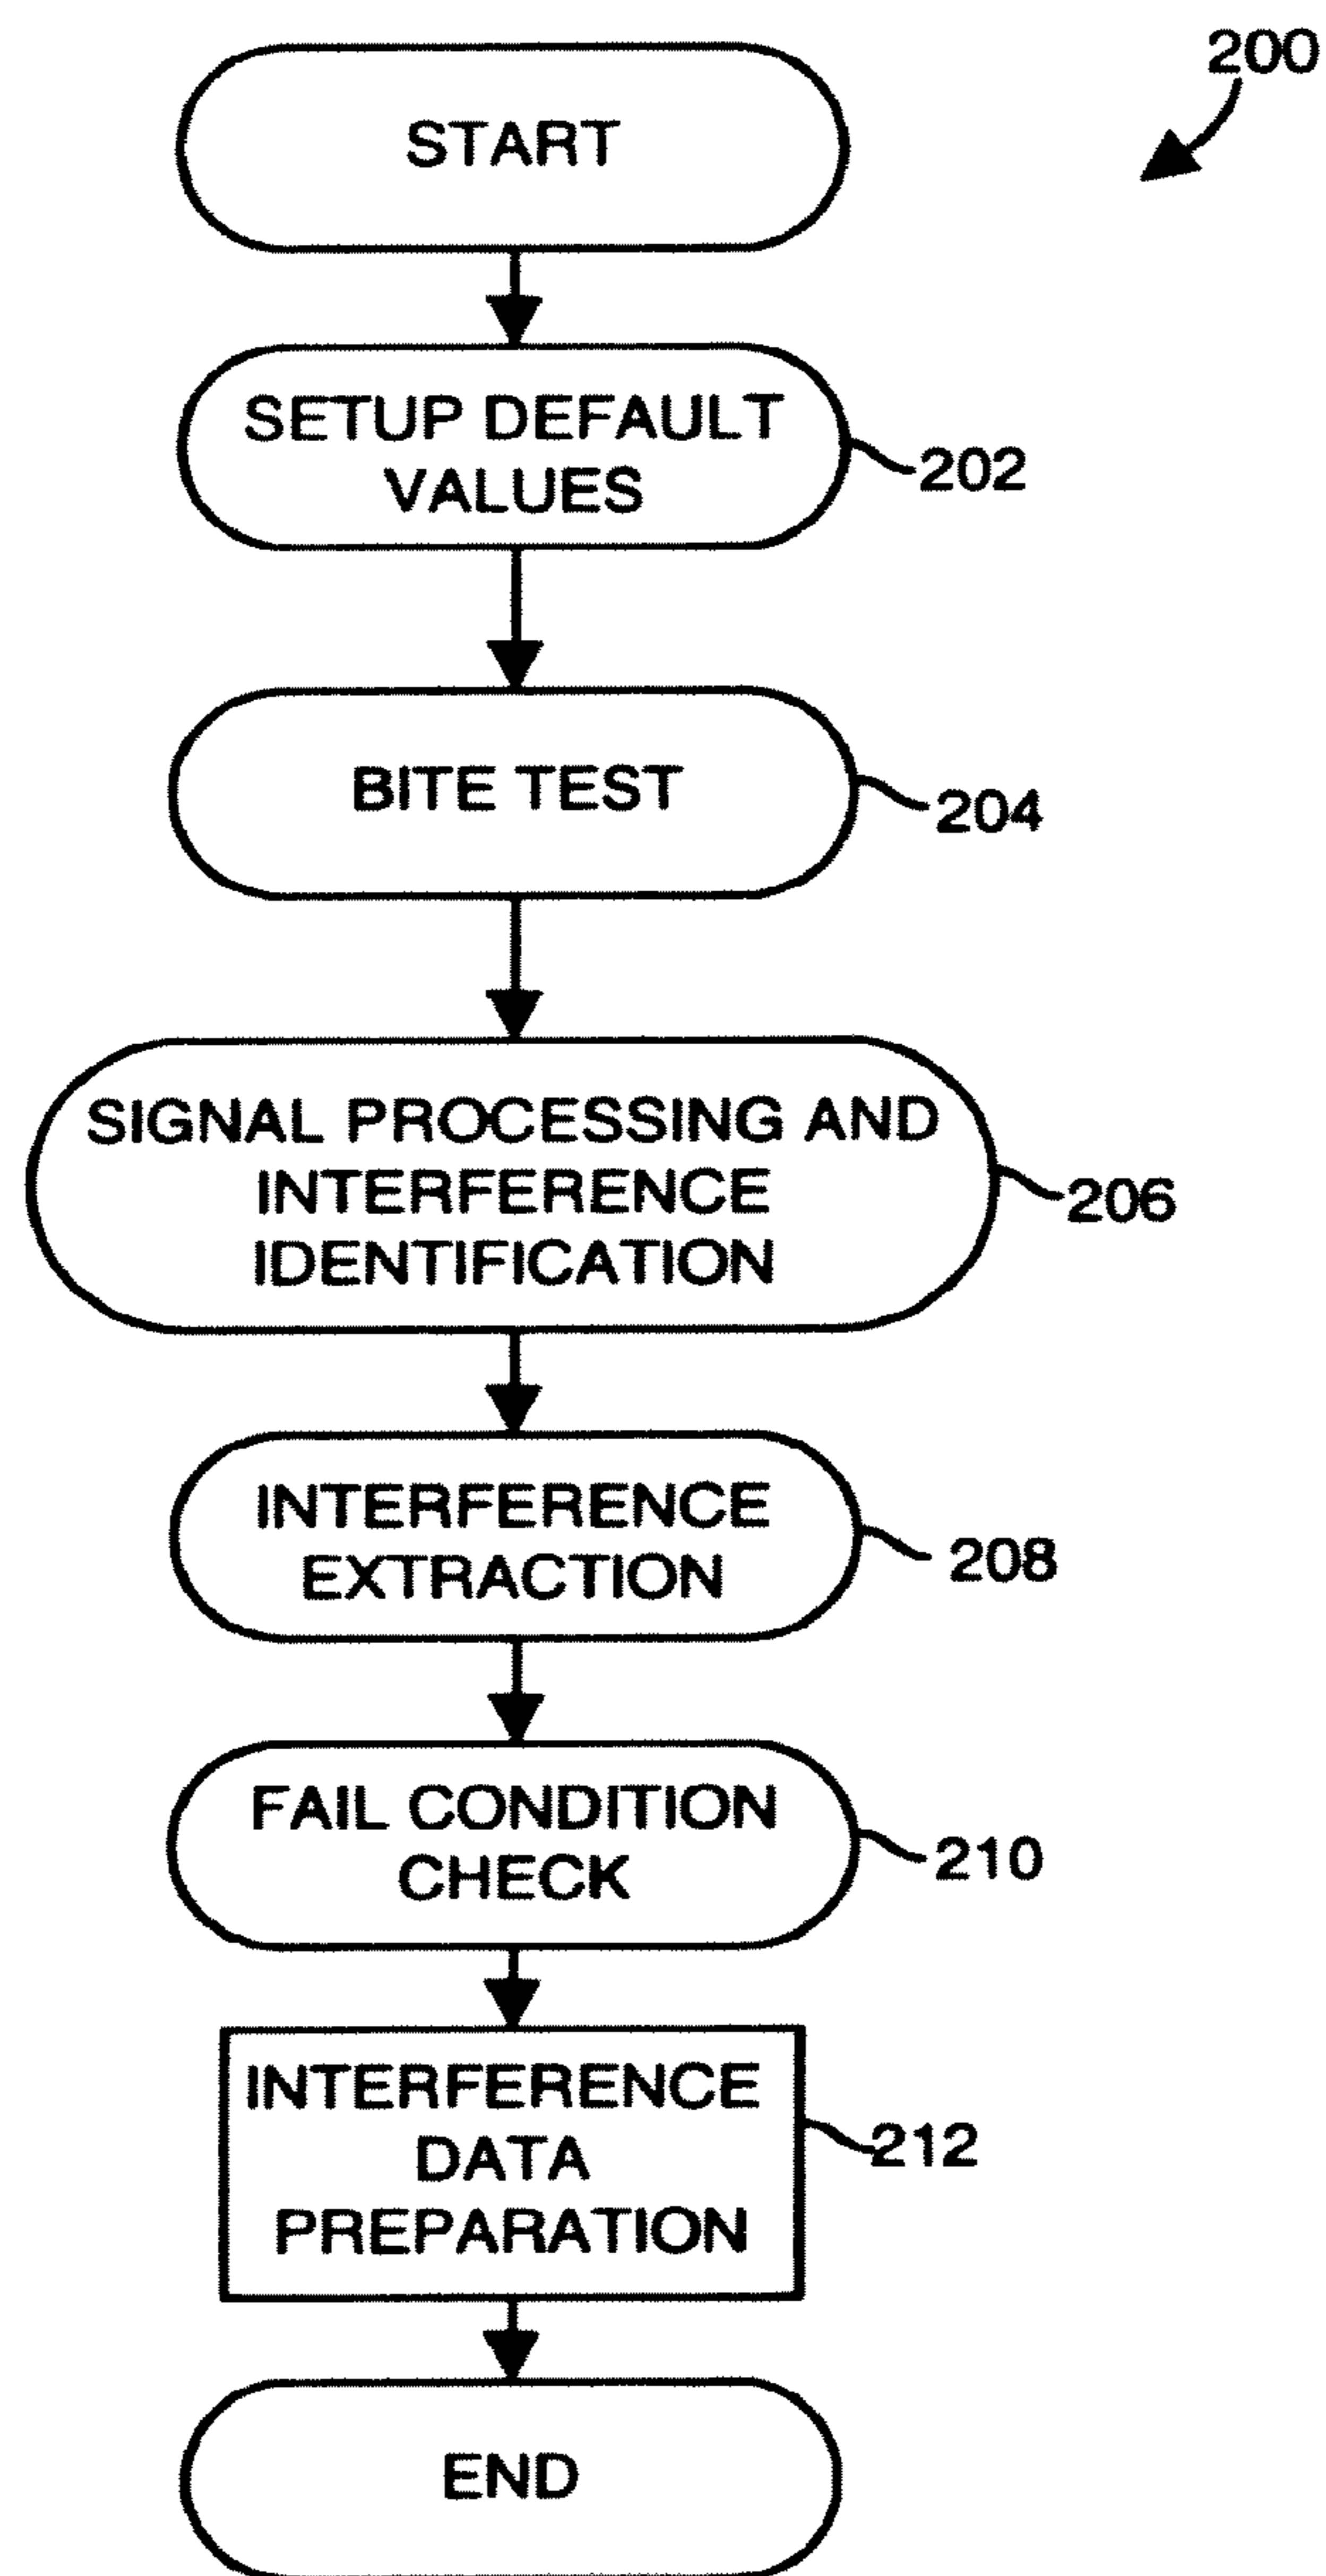 200
START
SETUP DEFAULT
VALUES
202
BITE TEST
204
SIGNAL PROCESSING AND
INTERFERENCE
IDENTIFICATION
206
INTERFERENCE
EXTRACTION
208
FAIL CONDITION
CHECK
210
INTERFERENCE
DATA
PREPARATION
212
END